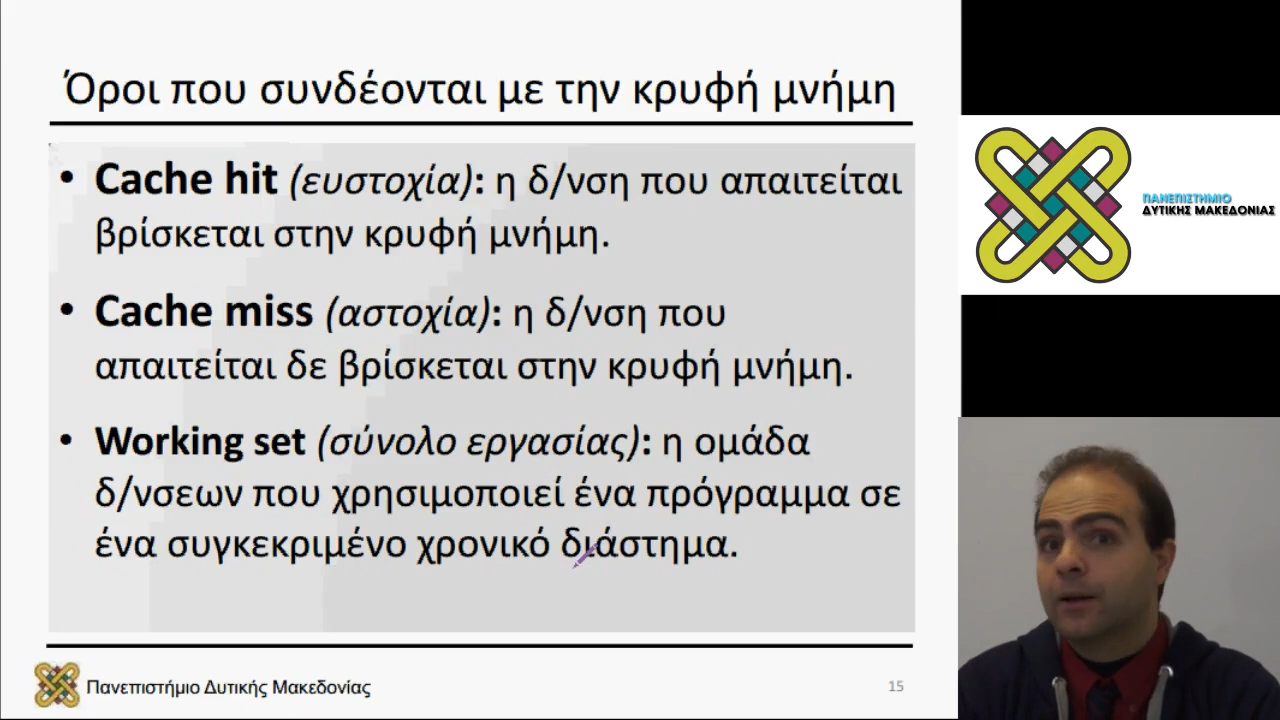 Όροι που συνδέονται με την κρυφή μνήμη
• Cache hit (ευστοχία): η δ/νση που απαιτείται
βρίσκεται στην κρυφή μνήμη.
• Cache miss (αστοχία): η δ/νση που
απαιτείται δε βρίσκεται στην κρυφή μνήμη.
• Working set (σύνολο εργασίας): η ομάδα
δ/νσεων που χρησιμοποιεί ένα πρόγραμμα σε
ένα συγκεκριμένο χρονικό διάστημα.
Πανεπιστήμιο Δυτικής Μακεδονίας
15
ΠΑΝΕΠΙΣΤΗΜΙΟ
ΔΥΤΙΚΗΣ ΜΑΚΕΔΟΝΙΑΣ